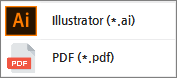 Ai Illustrator (*.ai)
PDF PDF (*.pdf)